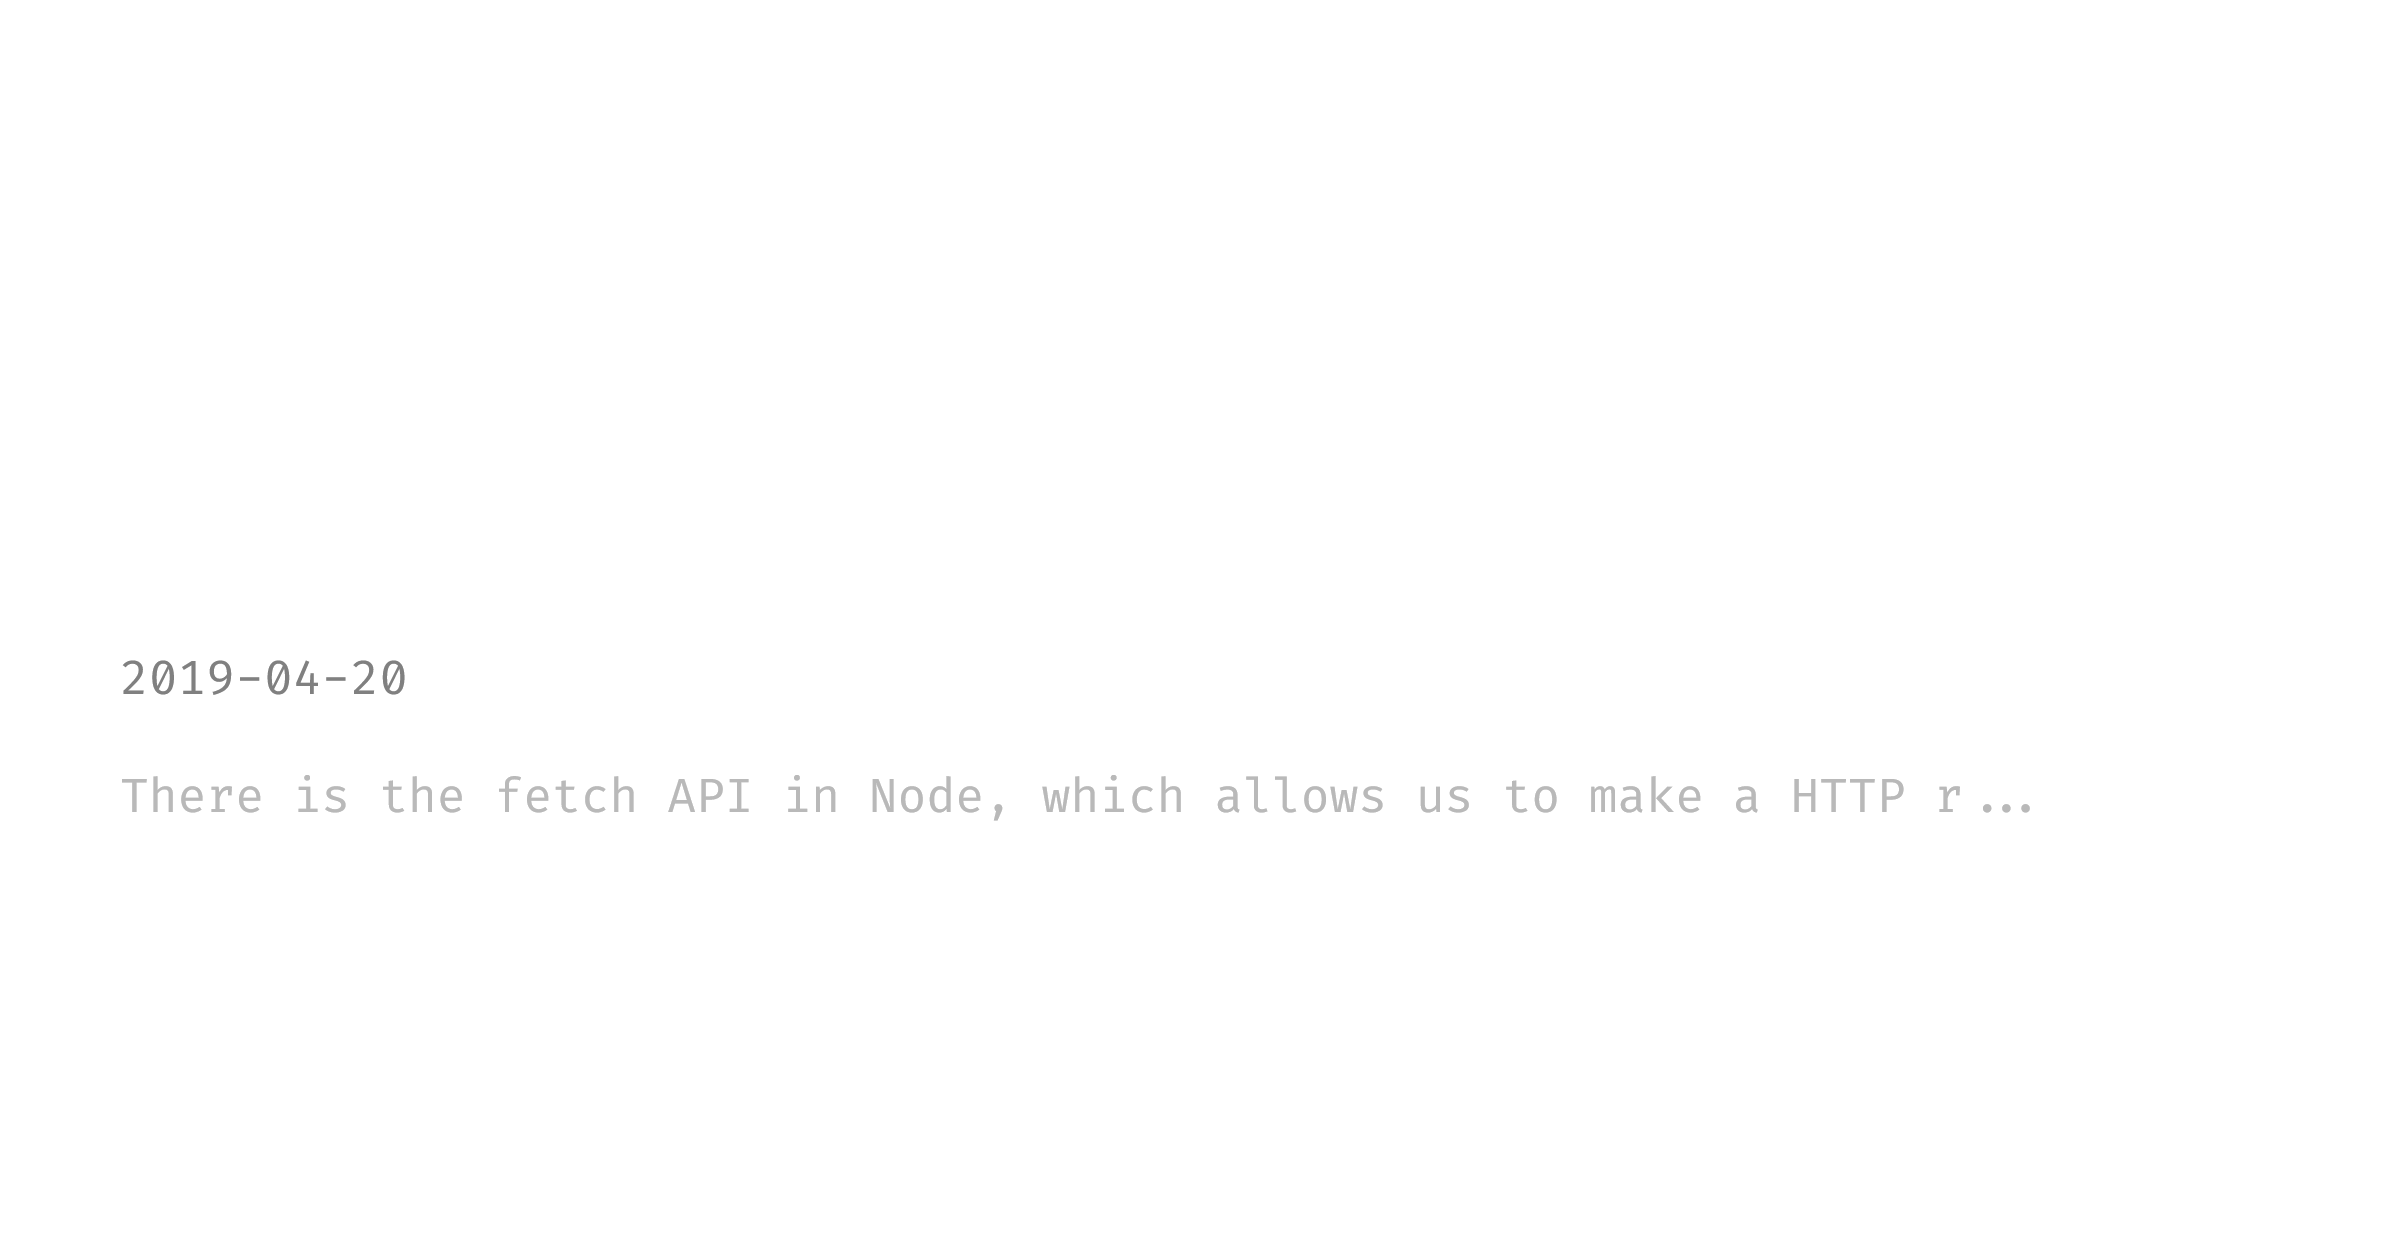 2019-04-20
There is the fetch API in Node, which allows us to make a HTTP r...